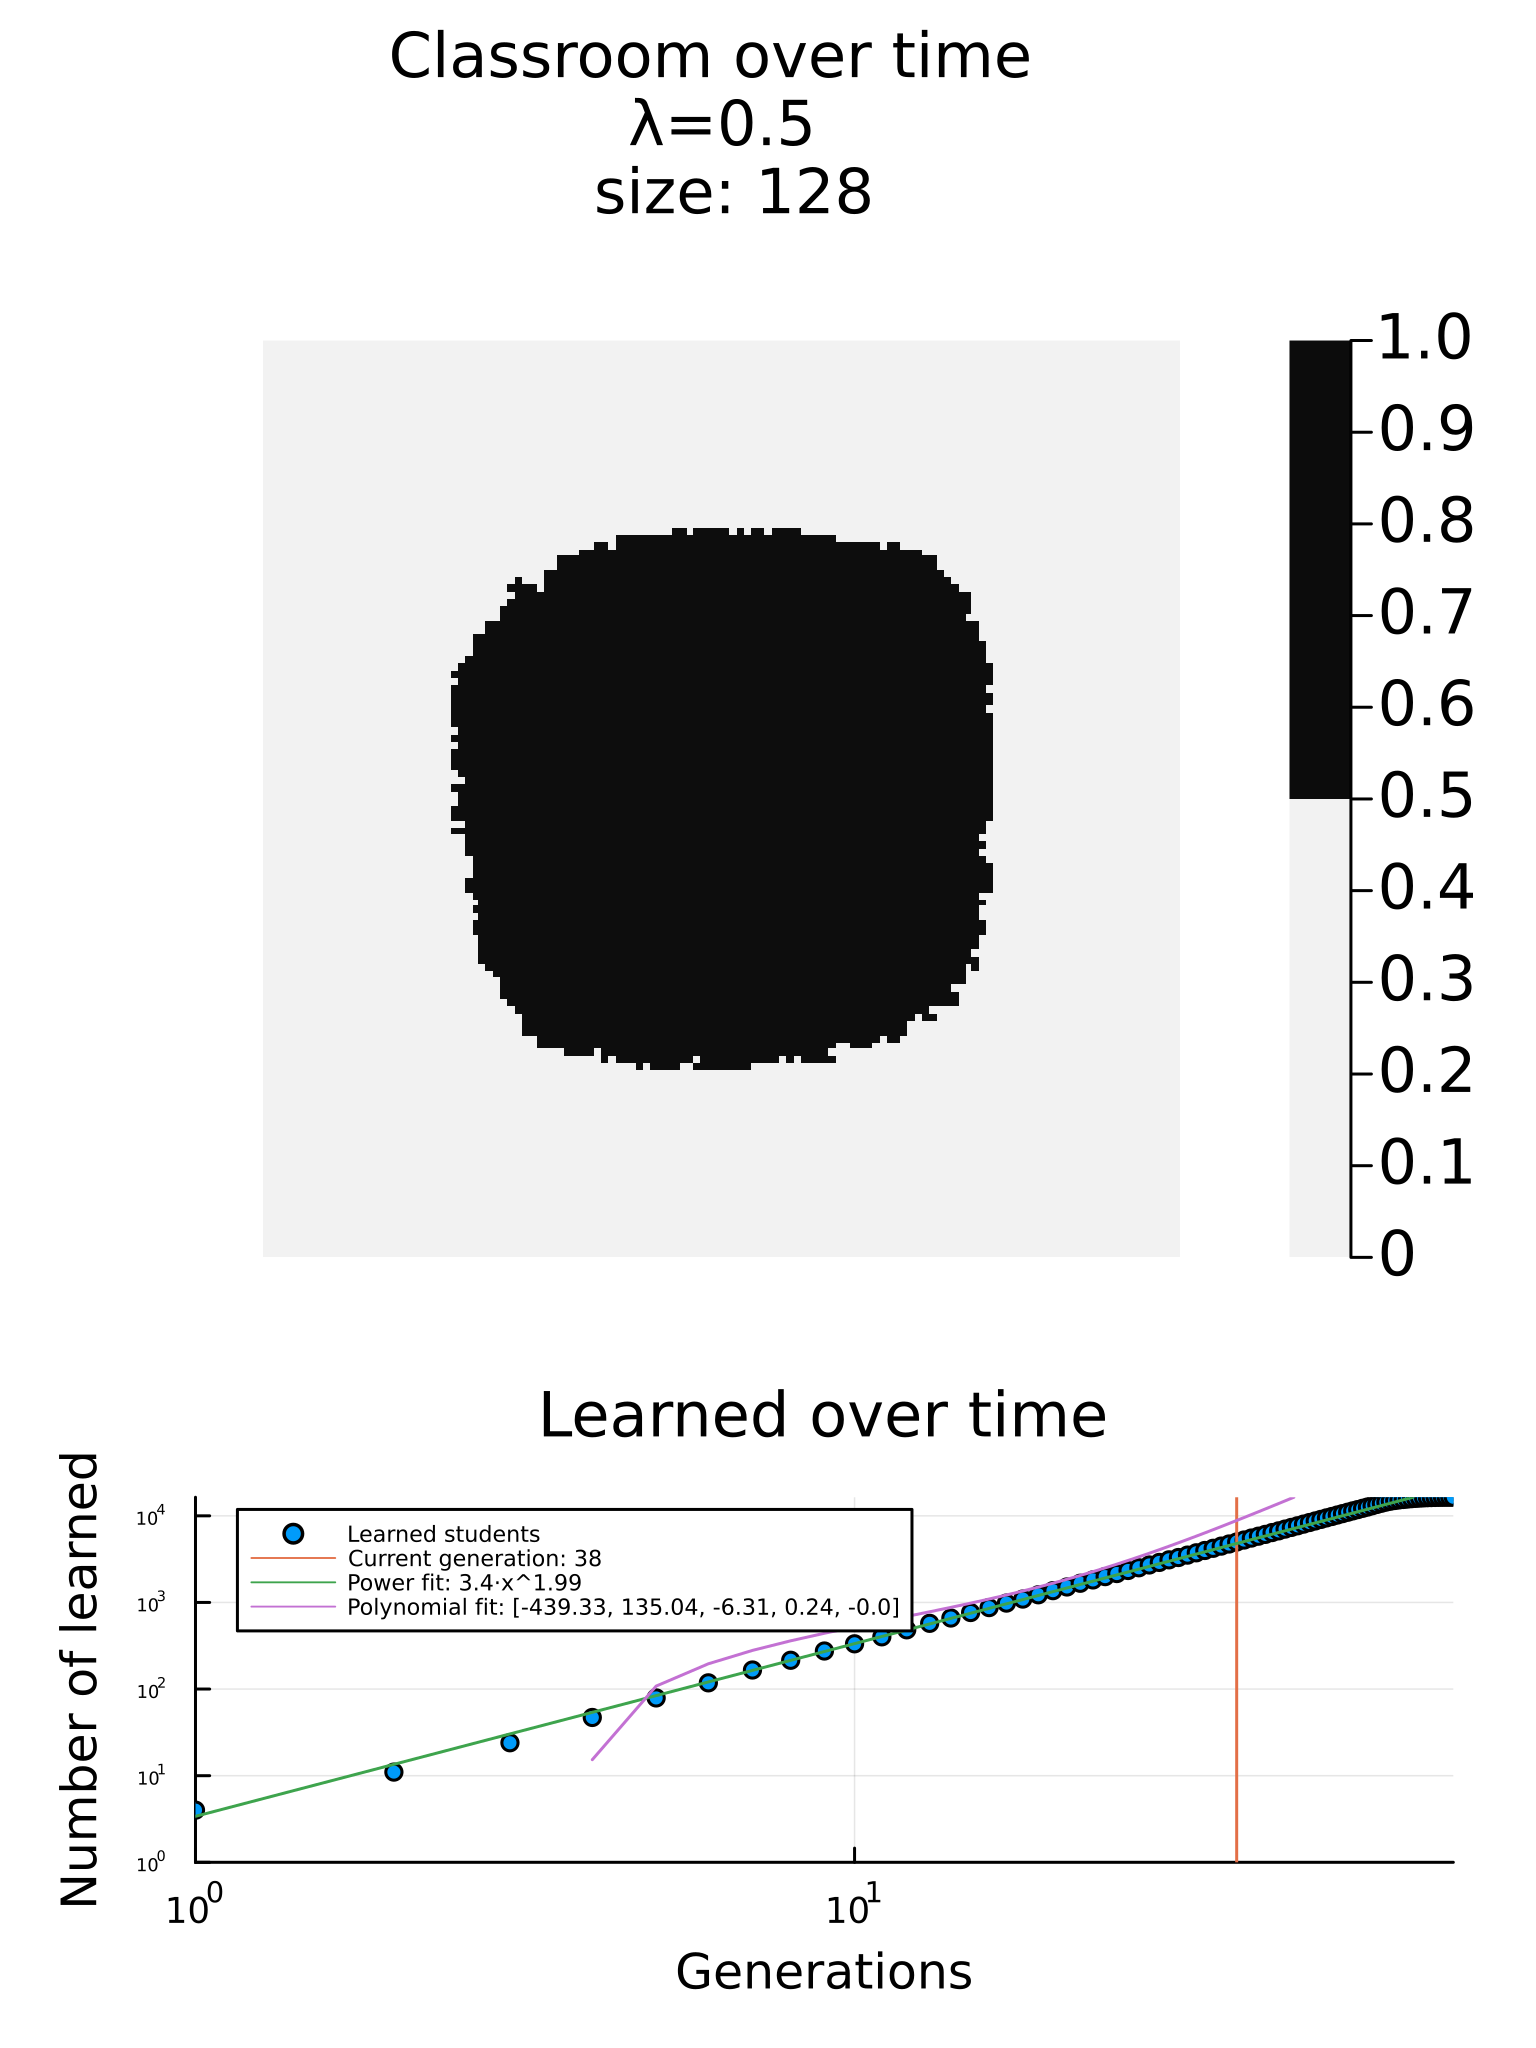 Classroom over time
λ=0.5
size: 128
1.0
0.9
0.8
0.7
0.6
0.5
0.4
0.3
0.2
0.1
0
Learned over time
Number of learned
10^4
10^3
10^2
10^1
10^0
Learned students
Current generation: 38
Power fit: 3.4·x^1.99
Polynomial fit: [-439.33, 135.04, -6.31, 0.24, -0.0]
10^0
10^1
Generations